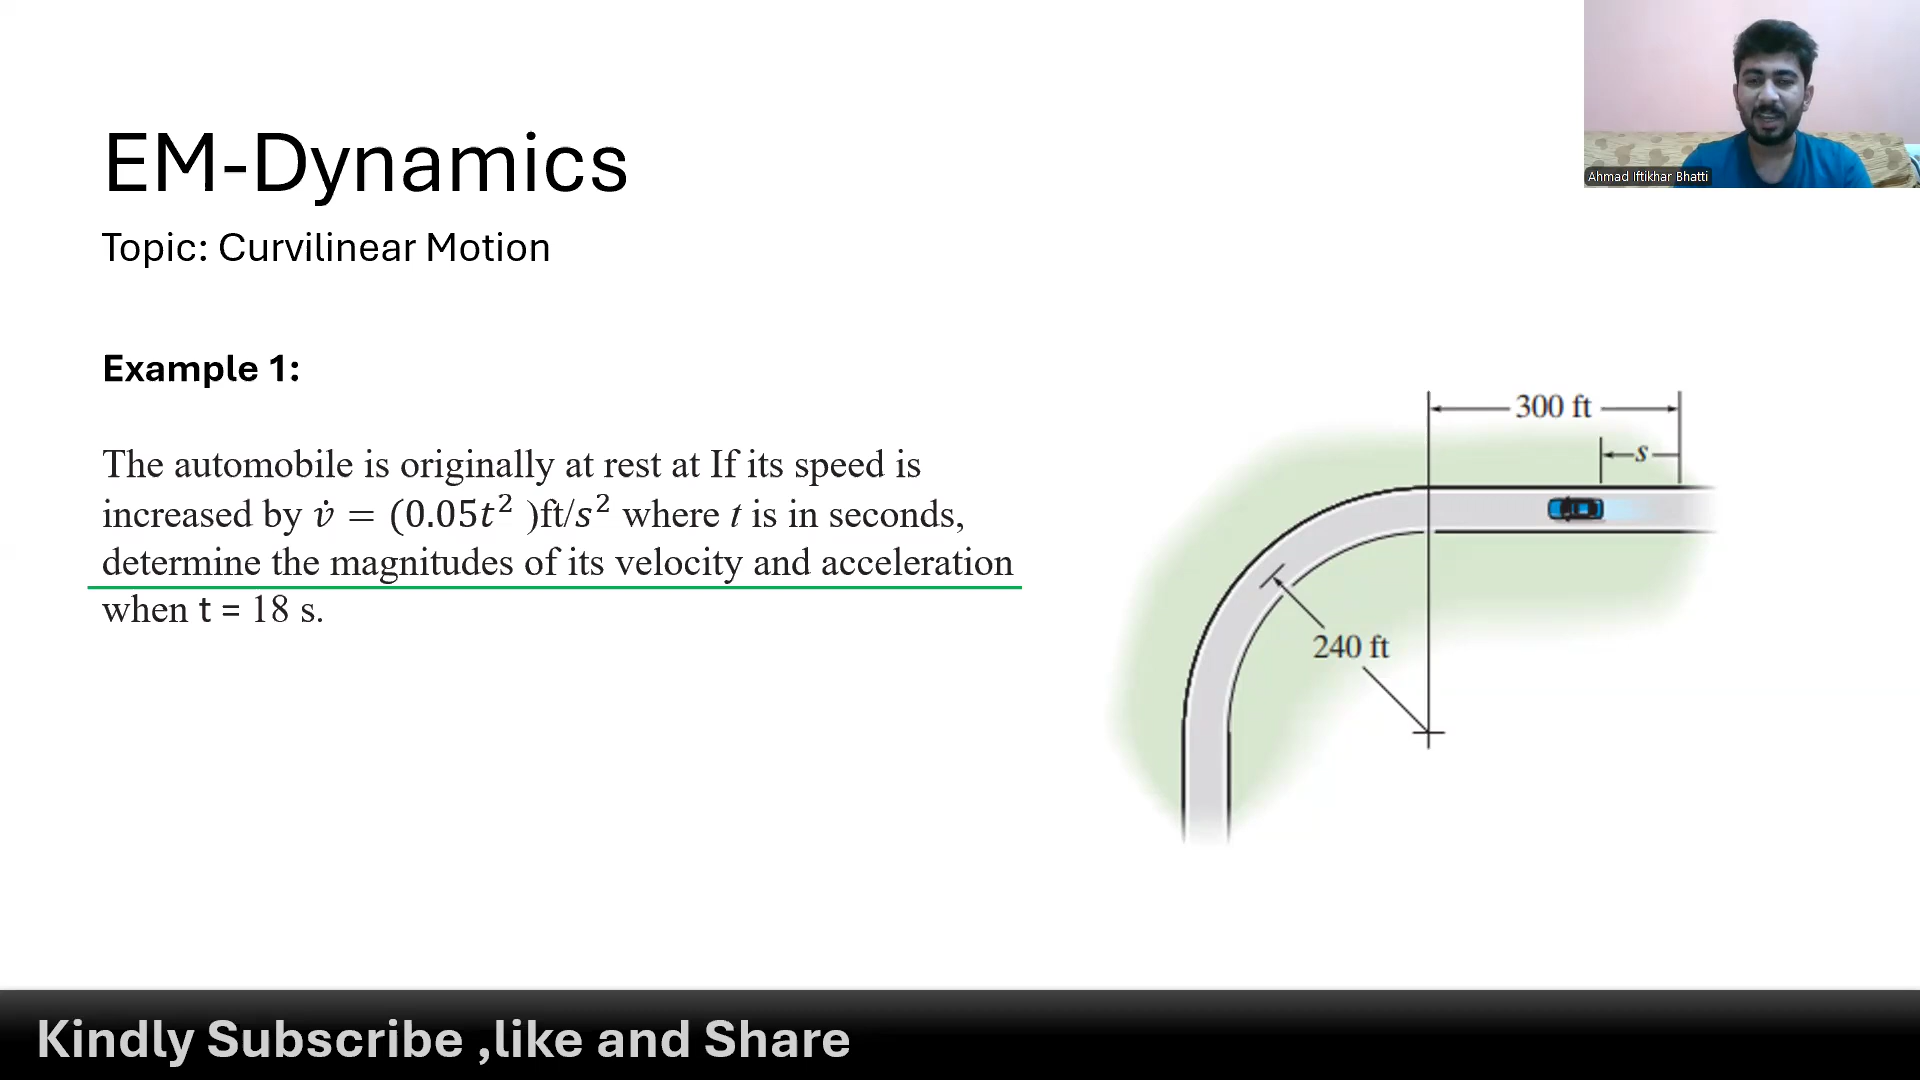 Ahmad Iftikhar Bhatti
EM-Dynamics
Topic: Curvilinear Motion
Example 1:
The automobile is originally at rest at If its speed is
increased by v̇ = (0.05t² )ft/s² where t is in seconds,
determine the magnitudes of its velocity and acceleration
when t = 18 s.
300 ft
s
240 ft
Kindly Subscribe ,like and Share